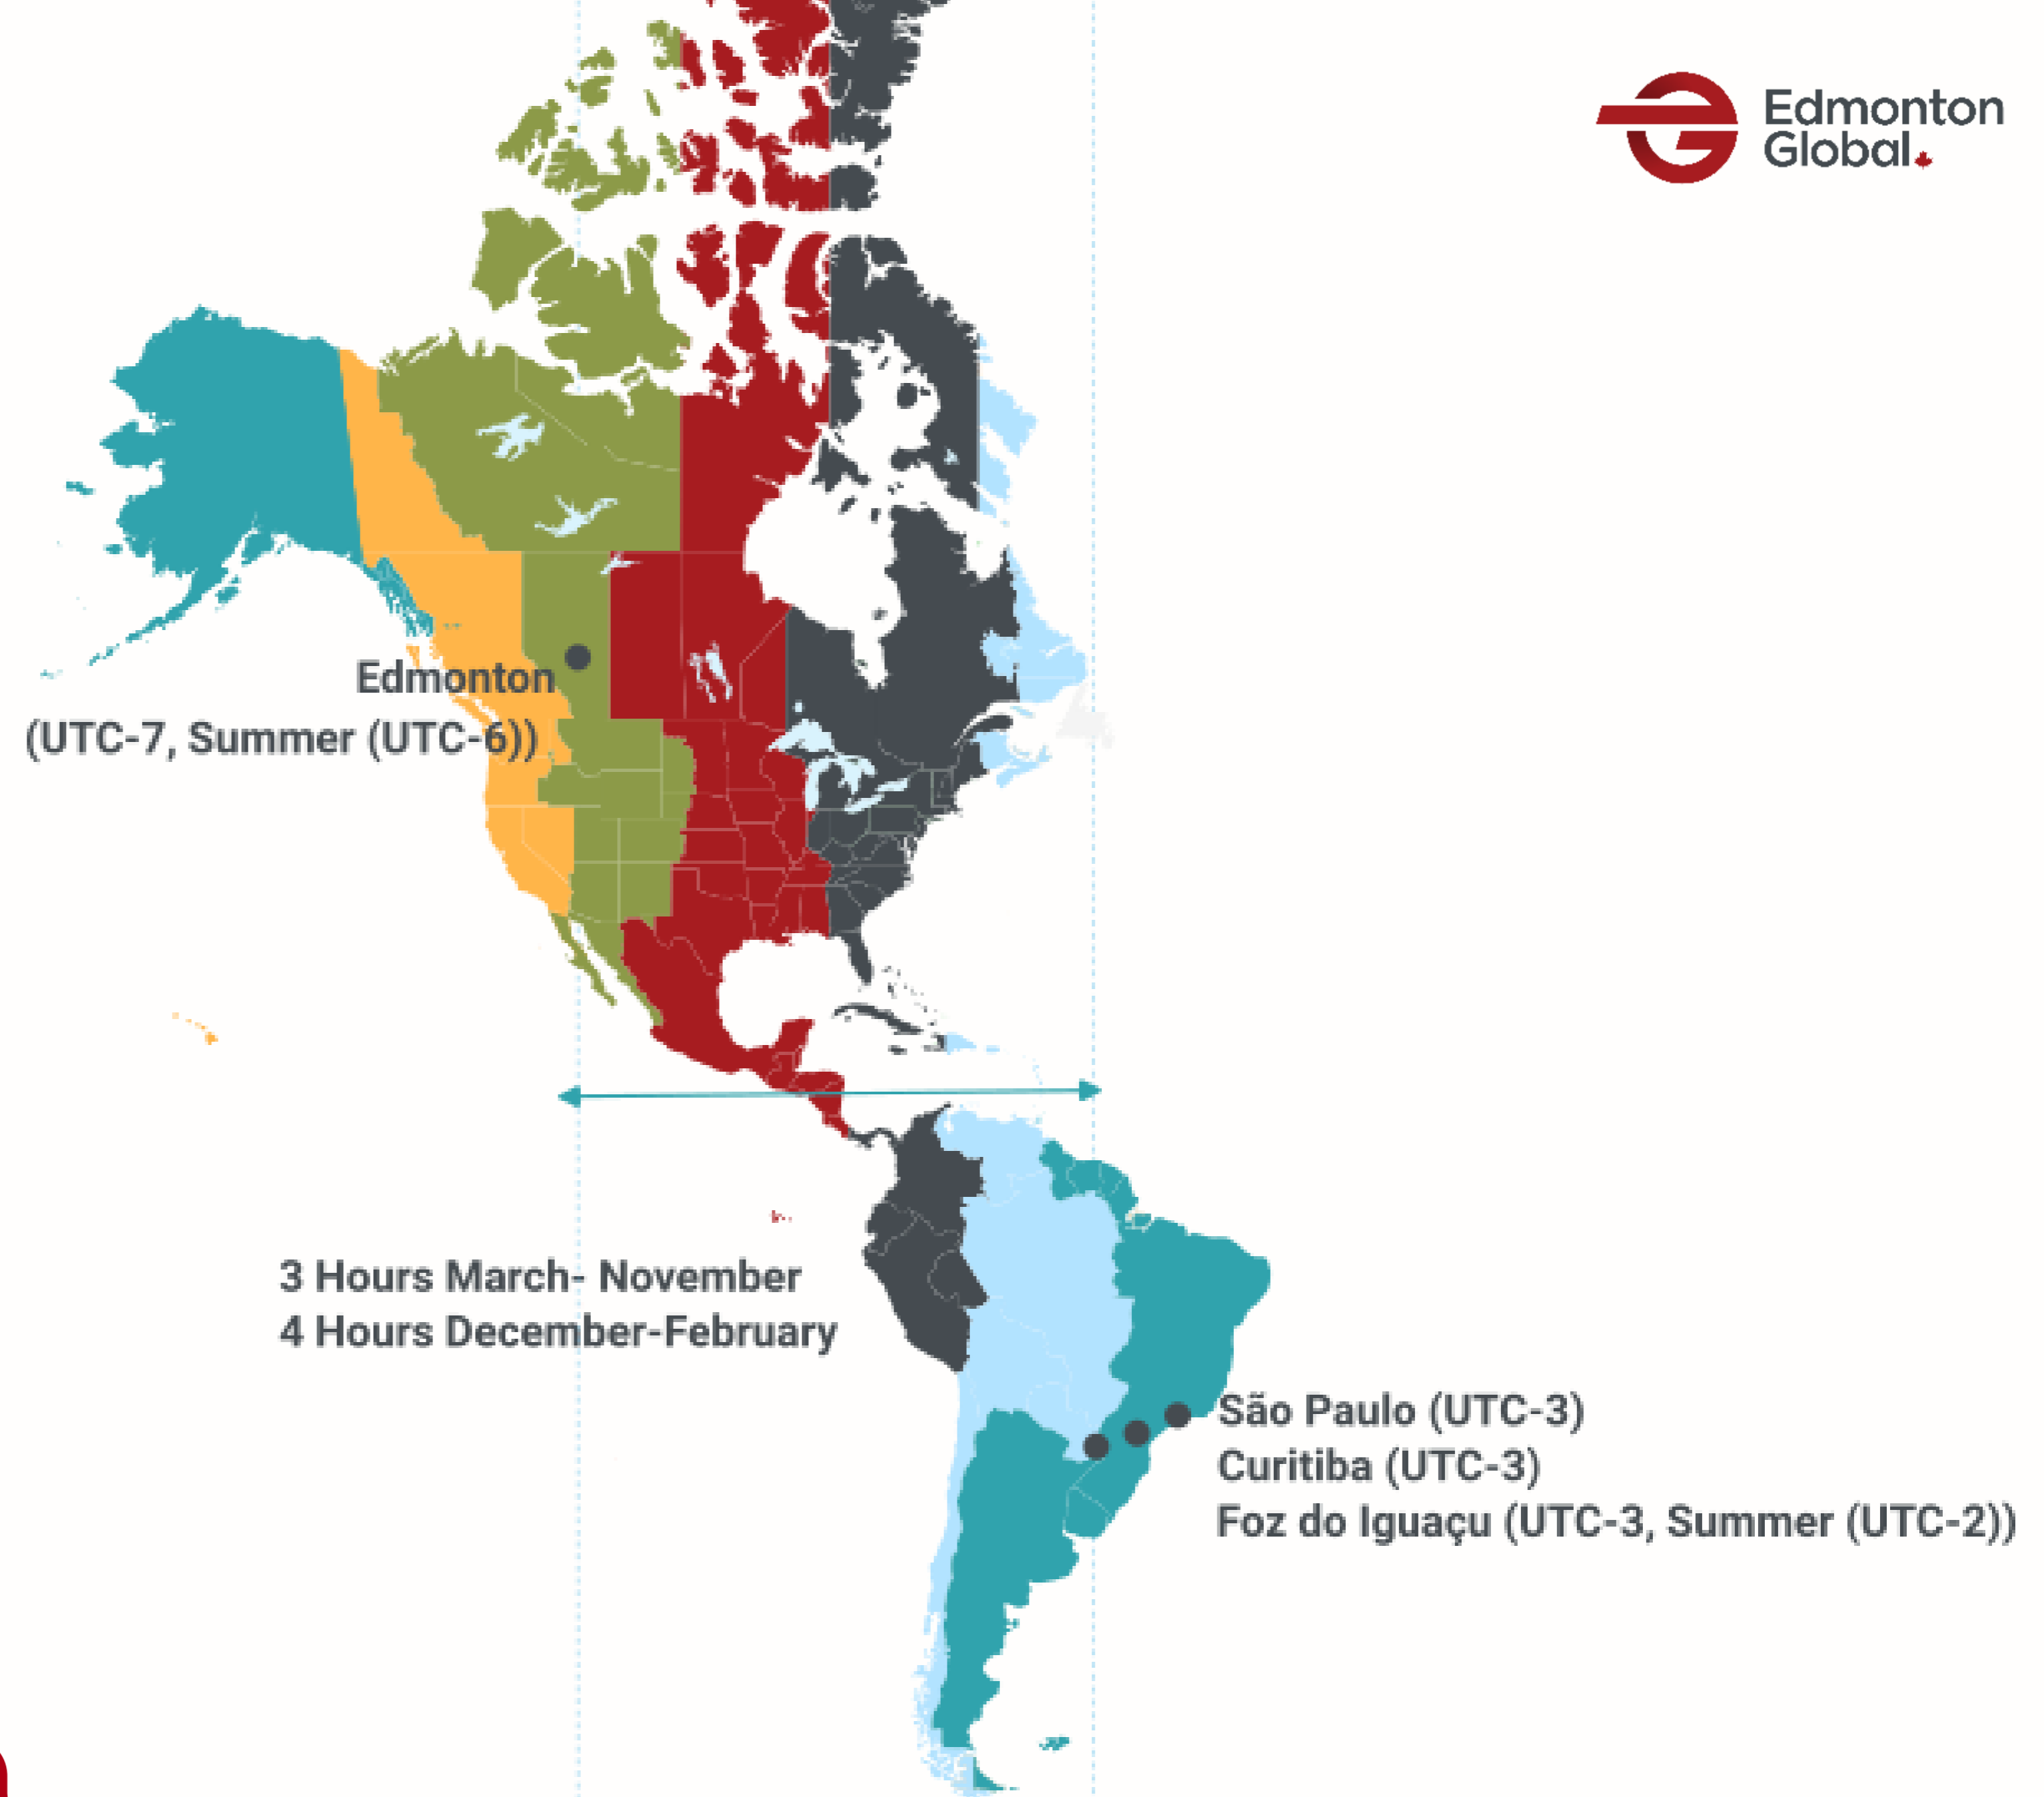 Edmonton
Global
Edmonton
(UTC-7, Summer (UTC-6))
3 Hours March- November
4 Hours December-February
São Paulo (UTC-3)
Curitiba (UTC-3)
Foz do Iguaçu (UTC-3, Summer (UTC-2))